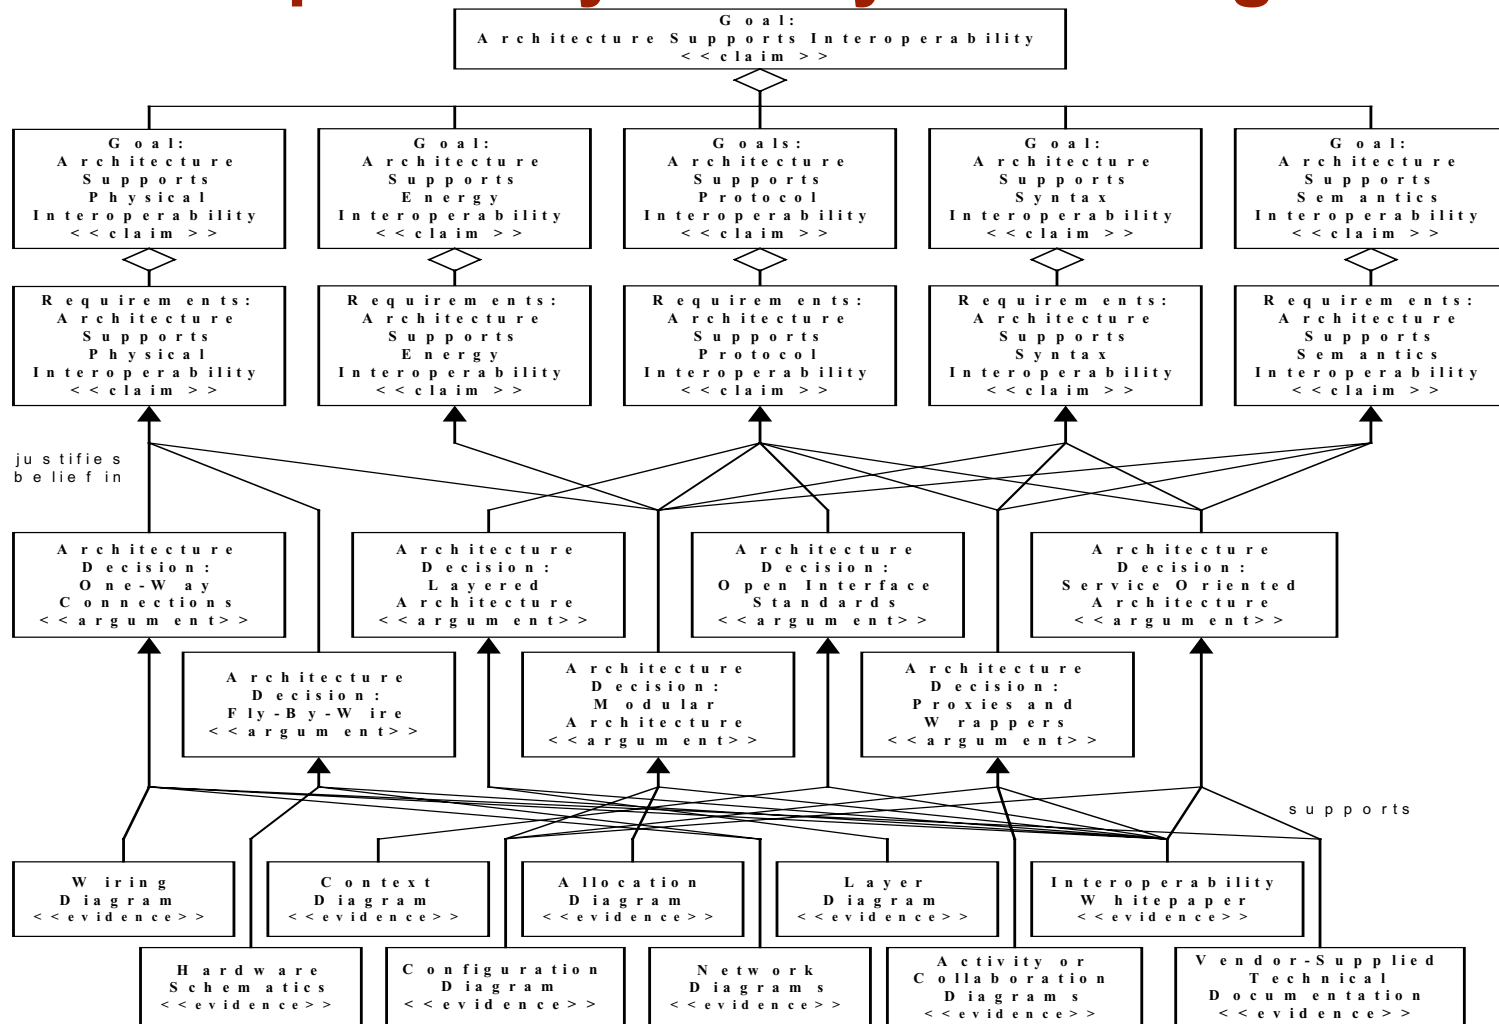 Goal:
Architecture Supports Interoperability
<<claim>>
Goal:
Architecture
Supports
Physical
Interoperability
<<claim>>
Goal:
Architecture
Supports
Energy
Interoperability
<<claim>>
Goals:
Architecture
Supports
Protocol
Interoperability
<<claim>>
Goal:
Architecture
Supports
Syntax
Interoperability
<<claim>>
Goal:
Architecture
Supports
Semantics
Interoperability
<<claim>>
Requirements:
Architecture
Supports
Physical
Interoperability
<<claim>>
Requirements:
Architecture
Supports
Energy
Interoperability
<<claim>>
Requirements:
Architecture
Supports
Protocol
Interoperability
<<claim>>
Requirements:
Architecture
Supports
Syntax
Interoperability
<<claim>>
Requirements:
Architecture
Supports
Semantics
Interoperability
<<claim>>
justifies
belief in
Architecture
Decision:
One-Way
Connections
<<argument>>
Architecture
Decision:
Layered
Architecture
<<argument>>
Architecture
Decision:
Open Interface
Standards
<<argument>>
Architecture
Decision:
Service Oriented
Architecture
<<argument>>
Architecture
Decision:
Fly-By-Wire
<<argument>>
Architecture
Decision:
Modular
Architecture
<<argument>>
Architecture
Decision:
Proxies and
Wrappers
<<argument>>
supports
Wiring
Diagram
<<evidence>>
Context
Diagram
<<evidence>>
Allocation
Diagram
<<evidence>>
Layer
Diagram
<<evidence>>
Interoperability
Whitepaper
<<evidence>>
Hardware
Schematics
<<evidence>>
Configuration
Diagram
<<evidence>>
Network
Diagrams
<<evidence>>
Activity or
Collaboration
Diagrams
<<evidence>>
Vendor-Supplied
Technical
Documentation
<<evidence>>